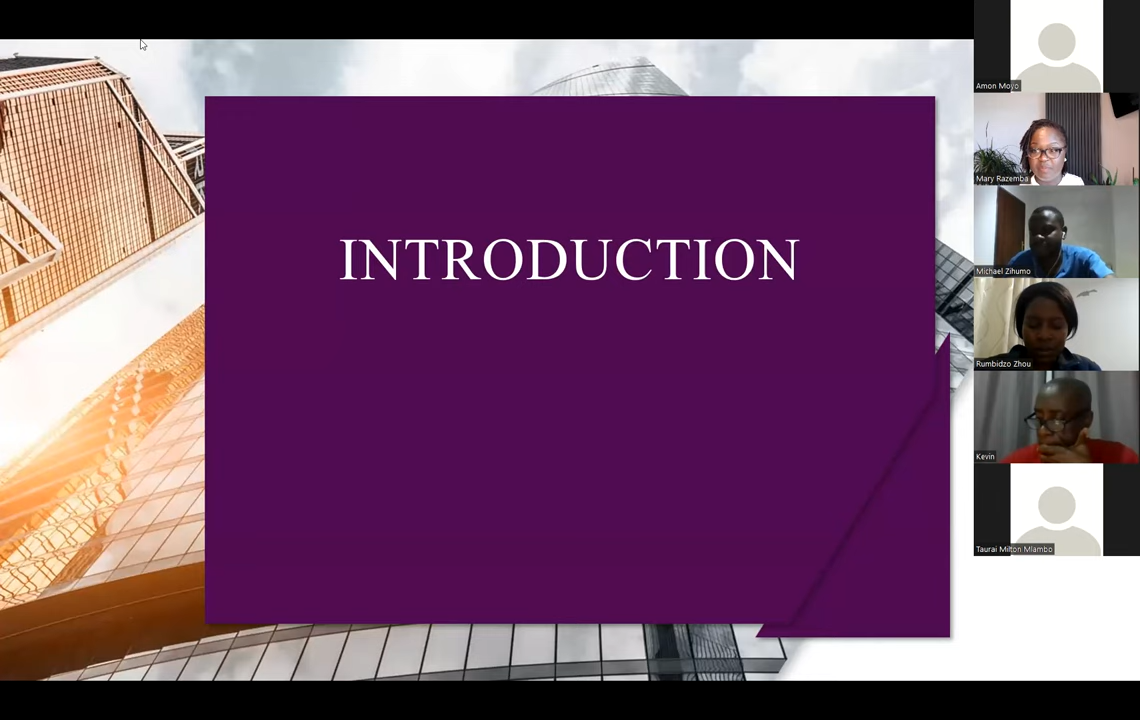 INTRODUCTION
Amon Moyo
Mary Razemba
Michael Zihumo
Rumbidzo Zhou
Kevin
Taurai Milton Mlambo